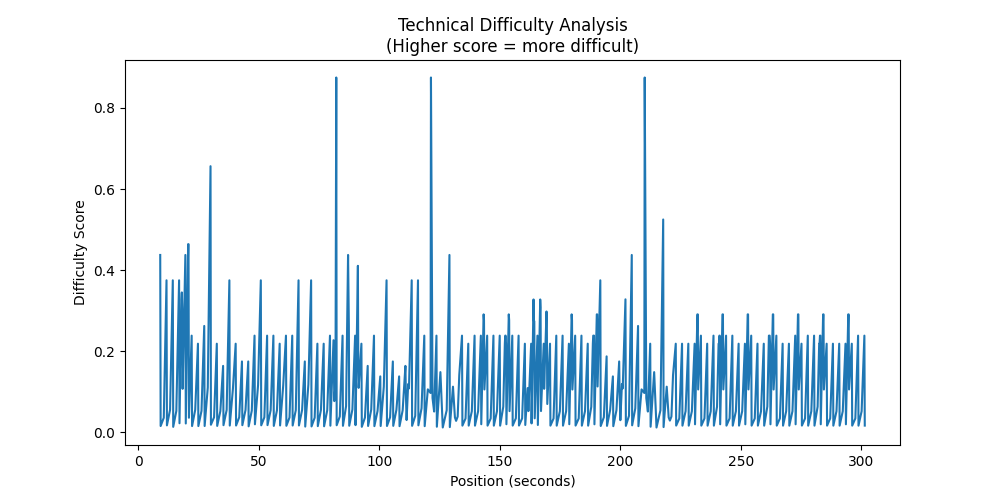 Technical Difficulty Analysis
(Higher score = more difficult)
Difficulty Score
0.8
0.6
0.4
0.2
0.0
0 50 100 150 200 250 300
Position (seconds)